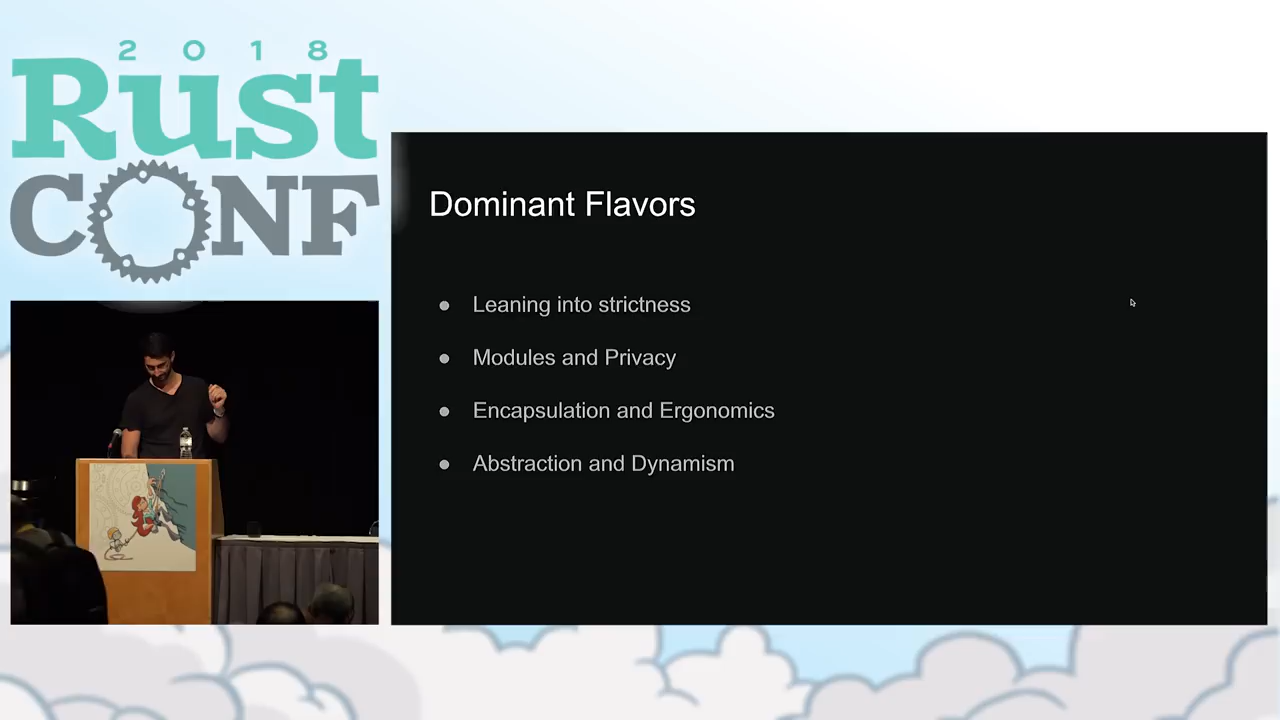 2018
Rust
CONF
Dominant Flavors
● Leaning into strictness
● Modules and Privacy
● Encapsulation and Ergonomics
● Abstraction and Dynamism